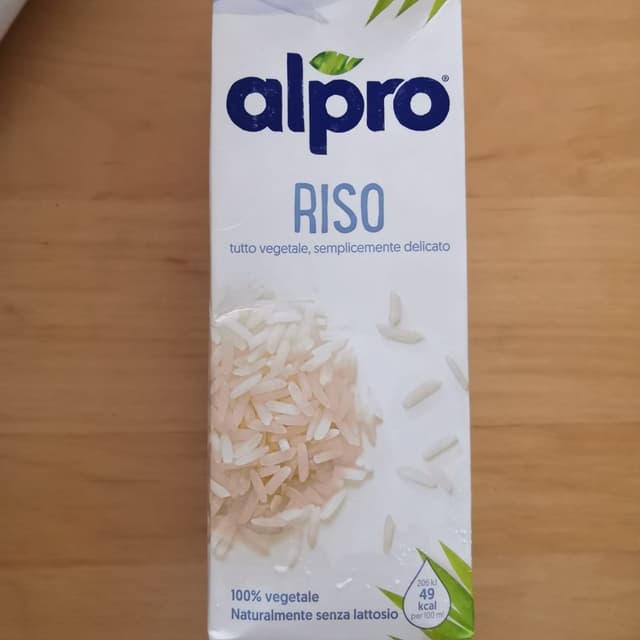 alpro®
RISO
tutto vegetale, semplicemente delicato
100% vegetale
Naturalmente senza lattosio
206 kJ
49
kcal
per 100 ml